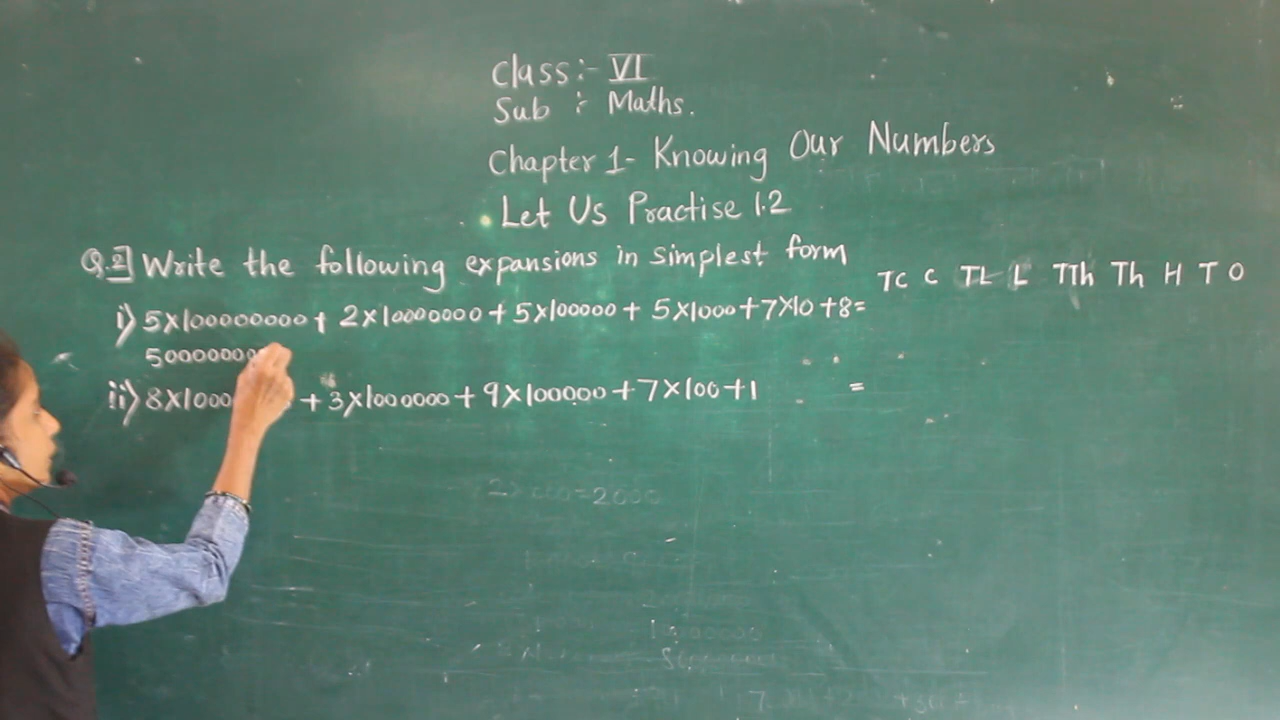 Class :- VI
Sub :- Maths.
Chapter 1- Knowing Our Numbers
Let Us Practise 1.2
Q.2] Write the following expansions in simplest form
TC C TL L TTh Th H T O
i) 5×100000000 + 2×10000000 + 5×100000 + 5×1000 + 7×10 + 8 =
50000000
ii) 8×1000 + 3×1000000 + 9×100000 + 7×100 + 1 =